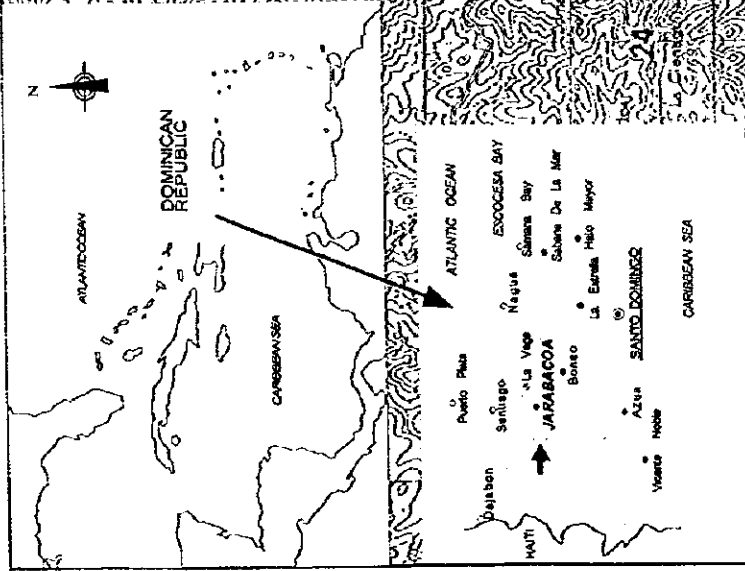 N
ATLANTIC OCEAN
DOMINICAN
REPUBLIC
CARIBBEAN SEA
ATLANTIC OCEAN
Puerto Plata
ESCOCESA BAY
Dajabon
Santiago
Nagua
Samana Bay
La Vega
HAITI
JARABACOA
Sabana De La Mar
Bonao
Hato Mayor
La
SANTO DOMINGO
Azua
Vicente Noble
CARIBBEAN SEA
24
La